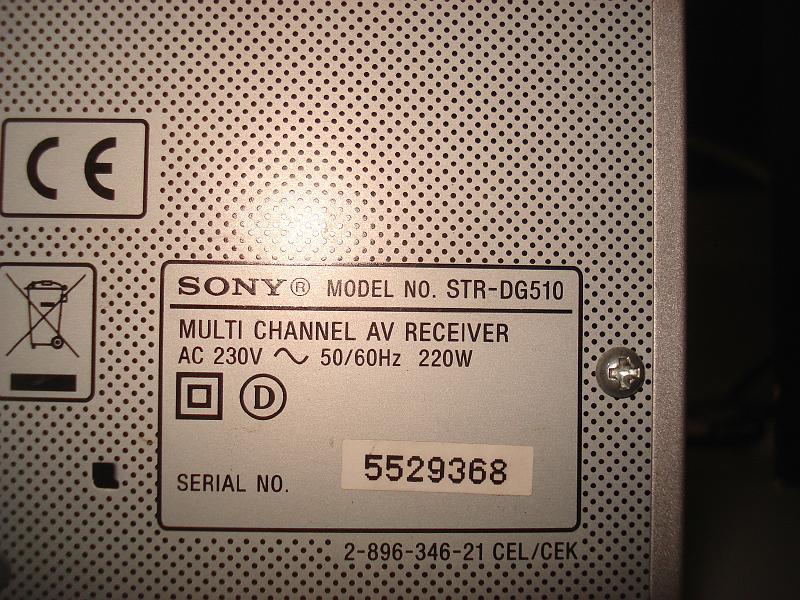 CE
SONY® MODEL NO. STR-DG510
MULTI CHANNEL AV RECEIVER
AC 230V ~ 50/60Hz 220W
D
SERIAL NO. 5529368
2-896-346-21 CEL/CEK